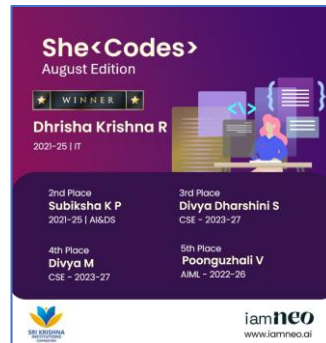 She<Codes>
August Edition
WINNER
Dhrisha Krishna R
2021-25 | IT
2nd Place
Subiksha K P
2021-25 | AI&DS
3rd Place
Divya Dharshini S
CSE - 2023-27
4th Place
Divya M
CSE - 2023-27
5th Place
Poonguzhali V
AIML - 2022-26
SRI KRISHNA
INSTITUTIONS
iamneo
www.iamneo.ai